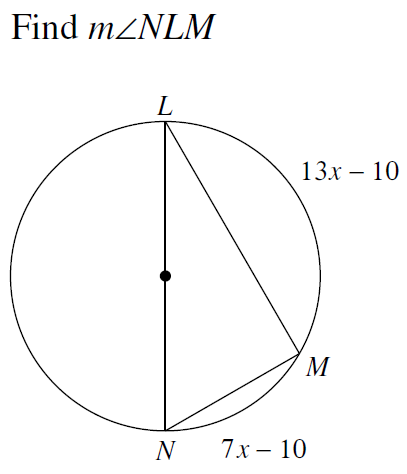 Find m∠NLM
L
13x – 10
M
N
7x – 10